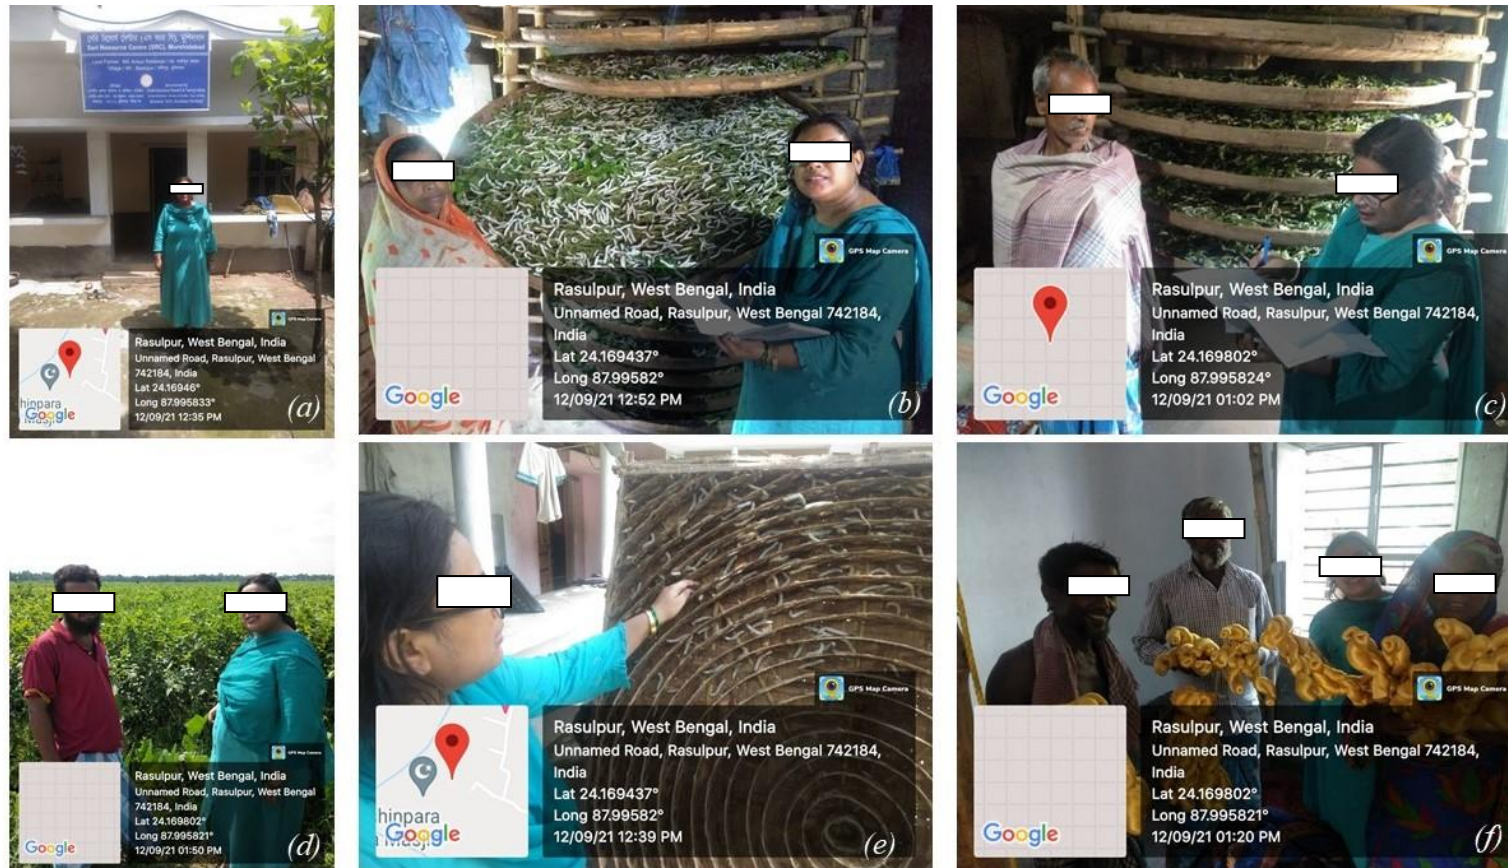 Seri Resource Centre (SRC), Murshidabad
GPS Map Camera
Rasulpur, West Bengal, India
Unnamed Road, Rasulpur, West Bengal
742184, India
Lat 24.16946°
Long 87.995833°
12/09/21 12:35 PM
hinpara
Google
(a)
GPS Map Camera
Rasulpur, West Bengal, India
Unnamed Road, Rasulpur, West Bengal 742184,
India
Lat 24.169437°
Long 87.99582°
12/09/21 12:52 PM
Google
(b)
GPS Map Camera
Rasulpur, West Bengal, India
Unnamed Road, Rasulpur, West Bengal 742184,
India
Lat 24.169802°
Long 87.995824°
12/09/21 01:02 PM
Google
(c)
GPS Map Camera
Rasulpur, West Bengal, India
Unnamed Road, Rasulpur, West Bengal
742184, India
Lat 24.169802°
Long 87.995821°
12/09/21 01:50 PM
Google
(d)
GPS Map Camera
Rasulpur, West Bengal, India
Unnamed Road, Rasulpur, West Bengal 742184,
India
Lat 24.169437°
Long 87.99582°
12/09/21 12:39 PM
hinpara
Google
(e)
GPS Map Camera
Rasulpur, West Bengal, India
Unnamed Road, Rasulpur, West Bengal 742184,
India
Lat 24.169802°
Long 87.995821°
12/09/21 01:20 PM
Google
(f)